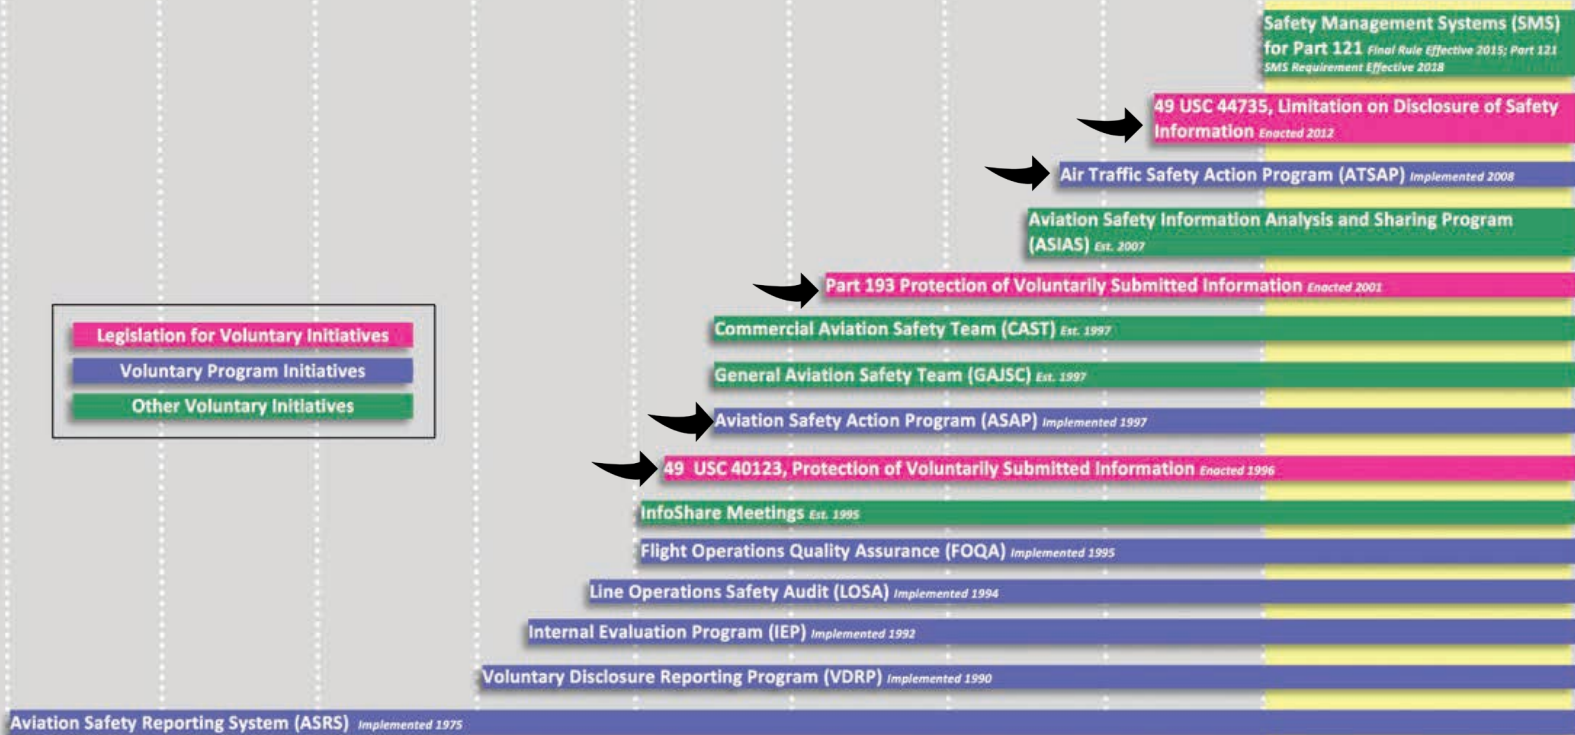 Safety Management Systems (SMS)
for Part 121 Final Rule Effective 2015; Part 121
SMS Requirement Effective 2018
49 USC 44735, Limitation on Disclosure of Safety
Information Enacted 2012
Air Traffic Safety Action Program (ATSAP) Implemented 2008
Aviation Safety Information Analysis and Sharing Program
(ASIAS) Est. 2007
Part 193 Protection of Voluntarily Submitted Information Enacted 2001
Legislation for Voluntary Initiatives
Voluntary Program Initiatives
Other Voluntary Initiatives
Commercial Aviation Safety Team (CAST) Est. 1997
General Aviation Safety Team (GAJSC) Est. 1997
Aviation Safety Action Program (ASAP) Implemented 1997
49 USC 40123, Protection of Voluntarily Submitted Information Enacted 1996
InfoShare Meetings Est. 1995
Flight Operations Quality Assurance (FOQA) Implemented 1995
Line Operations Safety Audit (LOSA) Implemented 1994
Internal Evaluation Program (IEP) Implemented 1992
Voluntary Disclosure Reporting Program (VDRP) Implemented 1990
Aviation Safety Reporting System (ASRS) Implemented 1975